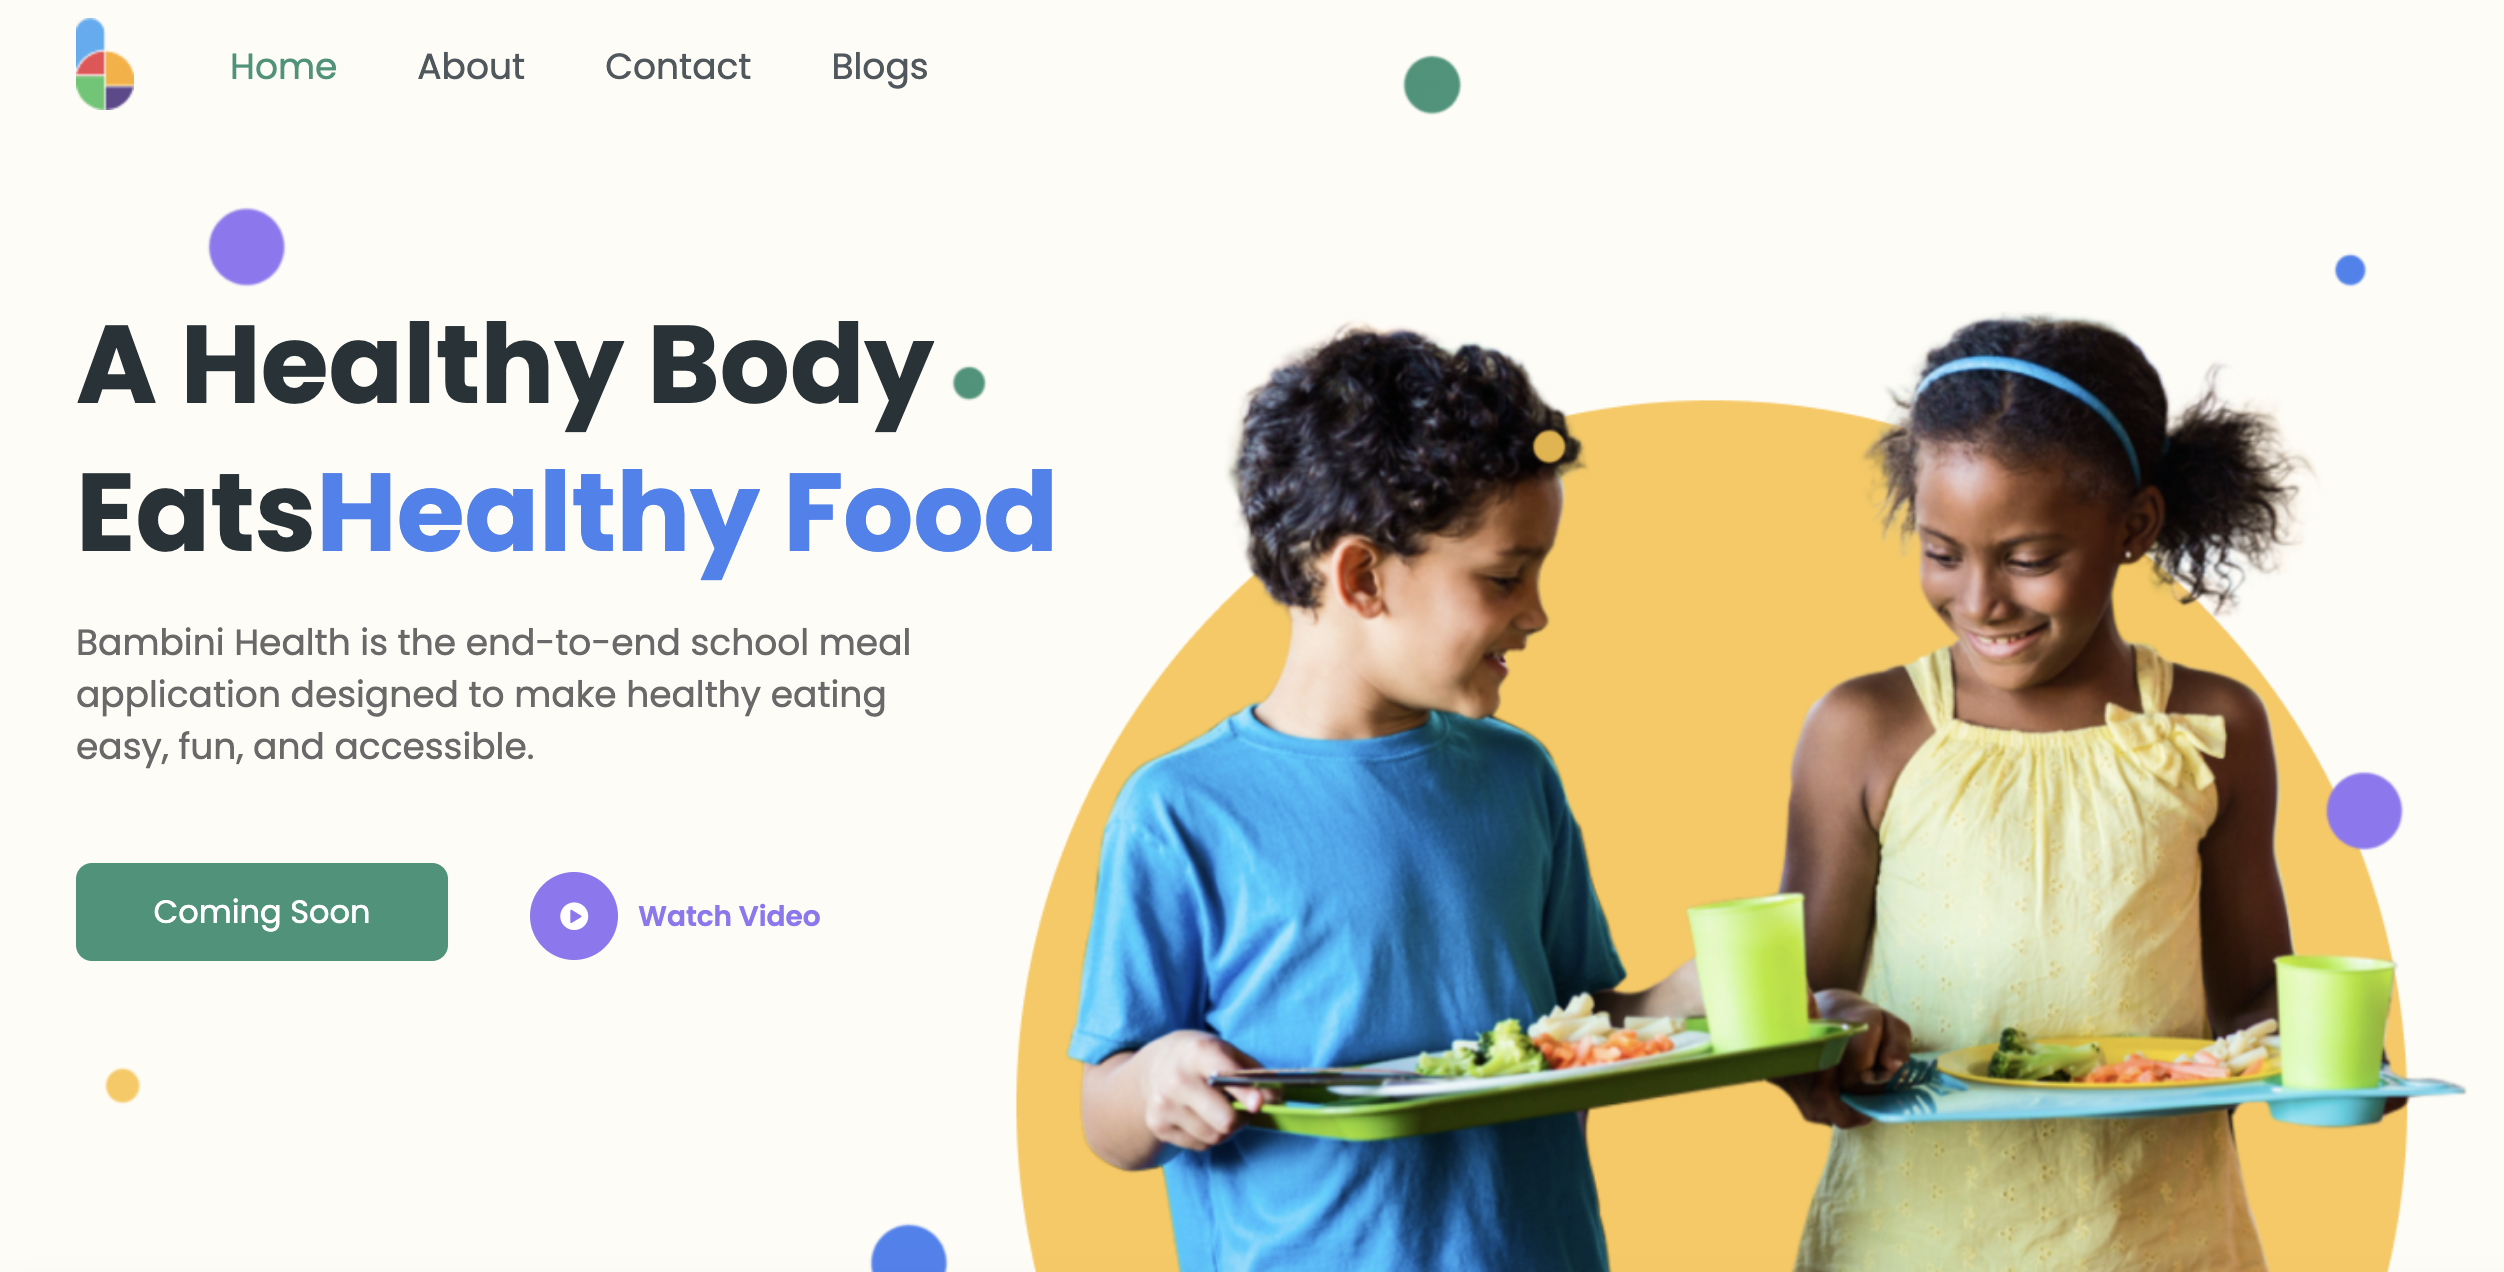 Home About Contact Blogs
A Healthy Body
EatsHealthy Food
Bambini Health is the end-to-end school meal
application designed to make healthy eating
easy, fun, and accessible.
Coming Soon
Watch Video